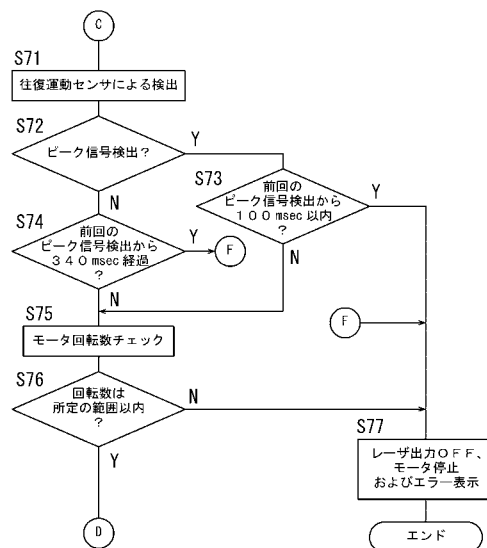 C
S71
往復運動センサによる検出
S72
ピーク信号検出？
Y
N
S73
前回の
ピーク信号検出から
１００msec以内
？
Y
N
S74
前回の
ピーク信号検出から
３４０msec経過
？
Y
F
N
F
S75
モータ回転数チェック
S76
回転数は
所定の範囲以内
？
N
Y
S77
レーザ出力ＯＦＦ、
モータ停止
およびエラー表示
D
エンド